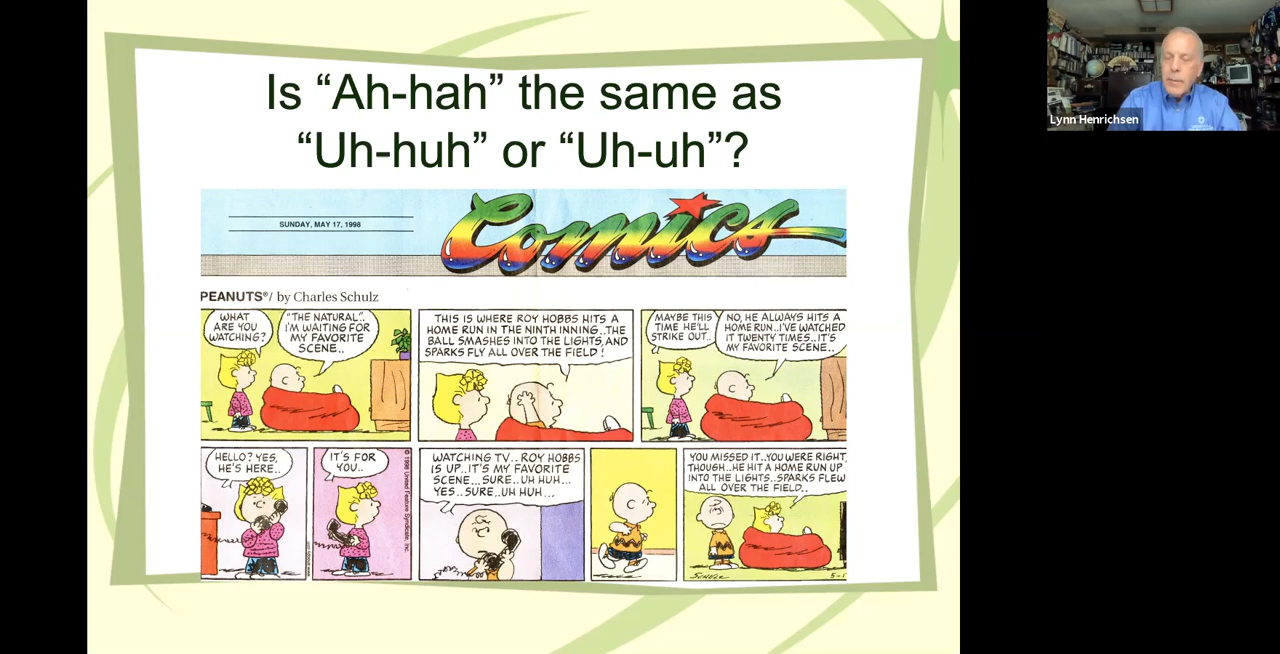 Is “Ah-hah” the same as
“Uh-huh” or “Uh-uh”?
SUNDAY, MAY 17, 1998
Comics
PEANUTS®/ by Charles Schulz
WHAT
ARE YOU
WATCHING?
"THE NATURAL"..
I'M WAITING FOR
MY FAVORITE
SCENE..
THIS IS WHERE ROY HOBBS HITS A
HOME RUN IN THE NINTH INNING..THE
BALL SMASHES INTO THE LIGHTS, AND
SPARKS FLY ALL OVER THE FIELD!
MAYBE THIS
TIME HE'LL
STRIKE OUT..
NO, HE ALWAYS HITS A
HOME RUN..I'VE WATCHED
IT TWENTY TIMES..IT'S
MY FAVORITE SCENE..
HELLO? YES,
HE'S HERE..
IT'S FOR
YOU..
© 1998 United Feature Syndicate, Inc.
WATCHING TV..ROY HOBBS
IS UP..IT'S MY FAVORITE
SCENE...SURE..UH HUH...
YES..SURE..UH HUH...
YOU MISSED IT..YOU WERE RIGHT,
THOUGH..HE HIT A HOME RUN UP
INTO THE LIGHTS..SPARKS FLEW
ALL OVER THE FIELD..
SCHULZ
Lynn Henrichsen